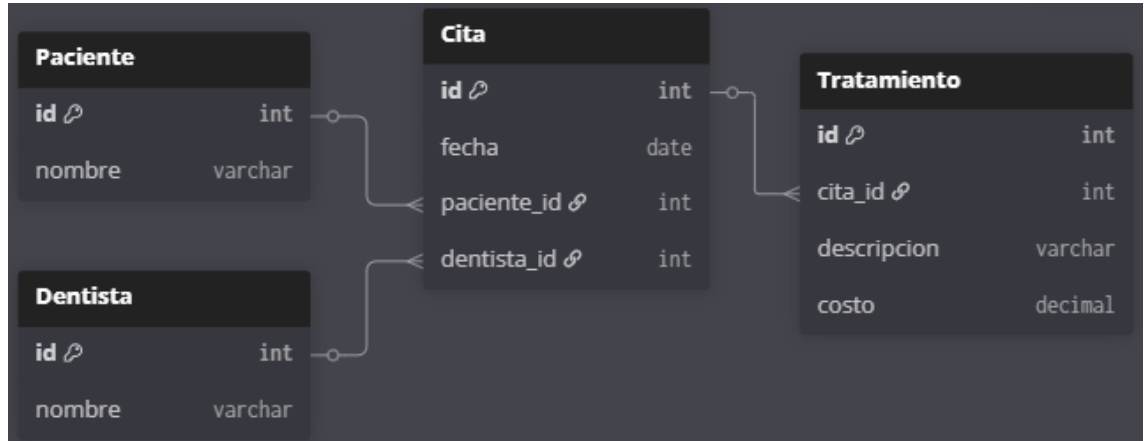 Paciente
id int
nombre varchar
Dentista
id int
nombre varchar
Cita
id int
fecha date
paciente_id int
dentista_id int
Tratamiento
id int
cita_id int
descripcion varchar
costo decimal